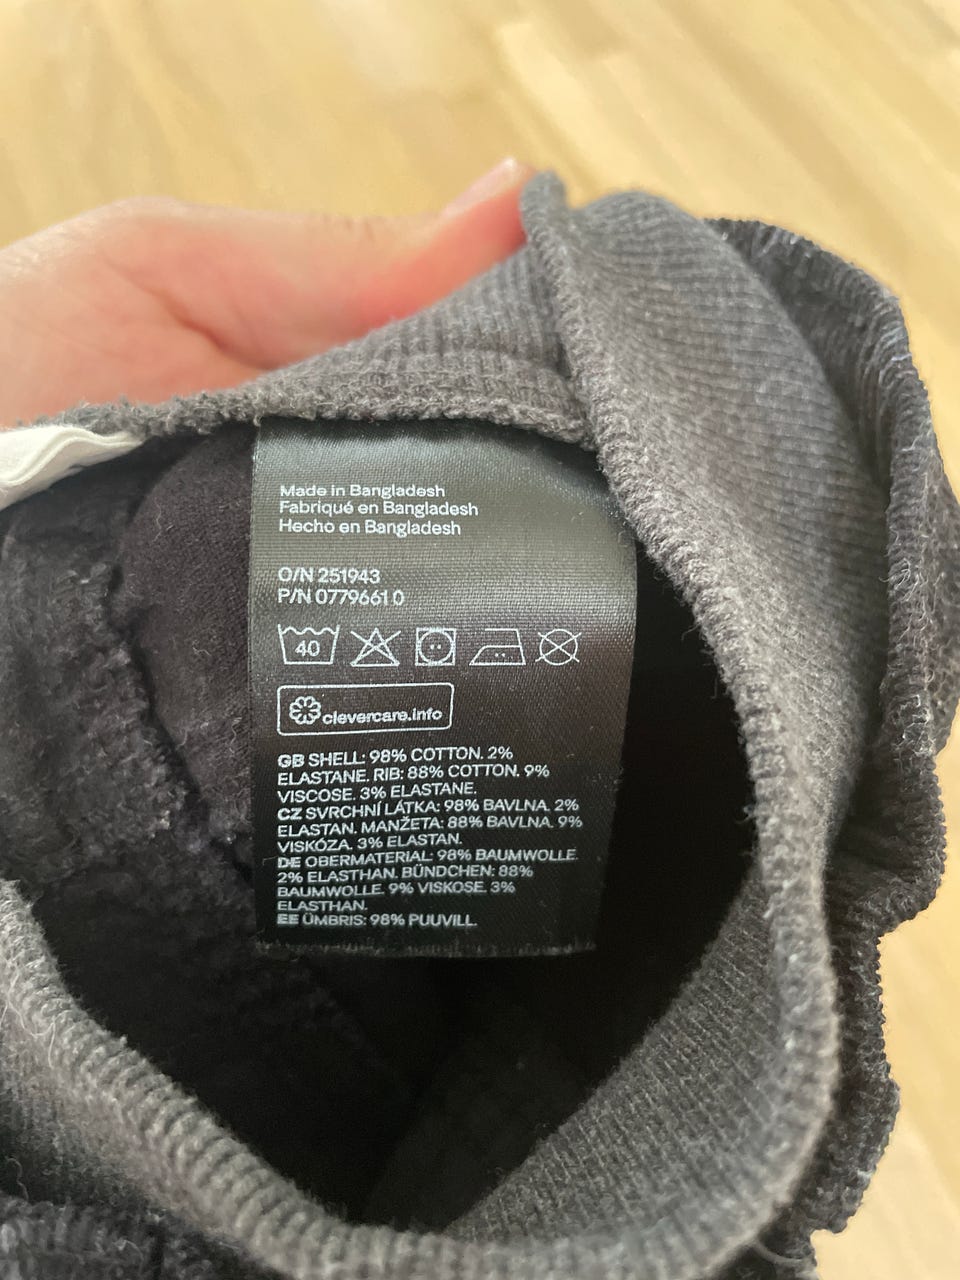 Made in Bangladesh
Fabriqué en Bangladesh
Hecho en Bangladesh
O/N 251943
P/N 0779661 0
40
clevercare.info
GB SHELL: 98% COTTON. 2%
ELASTANE. RIB: 88% COTTON. 9%
VISCOSE. 3% ELASTANE.
CZ SVRCHNÍ LÁTKA: 98% BAVLNA. 2%
ELASTAN. MANŽETA: 88% BAVLNA. 9%
VISKÓZA. 3% ELASTAN.
DE OBERMATERIAL: 98% BAUMWOLLE.
2% ELASTHAN. BÜNDCHEN: 88%
BAUMWOLLE. 9% VISKOSE. 3%
ELASTHAN.
EE ÜMBRIS: 98% PUUVILL.